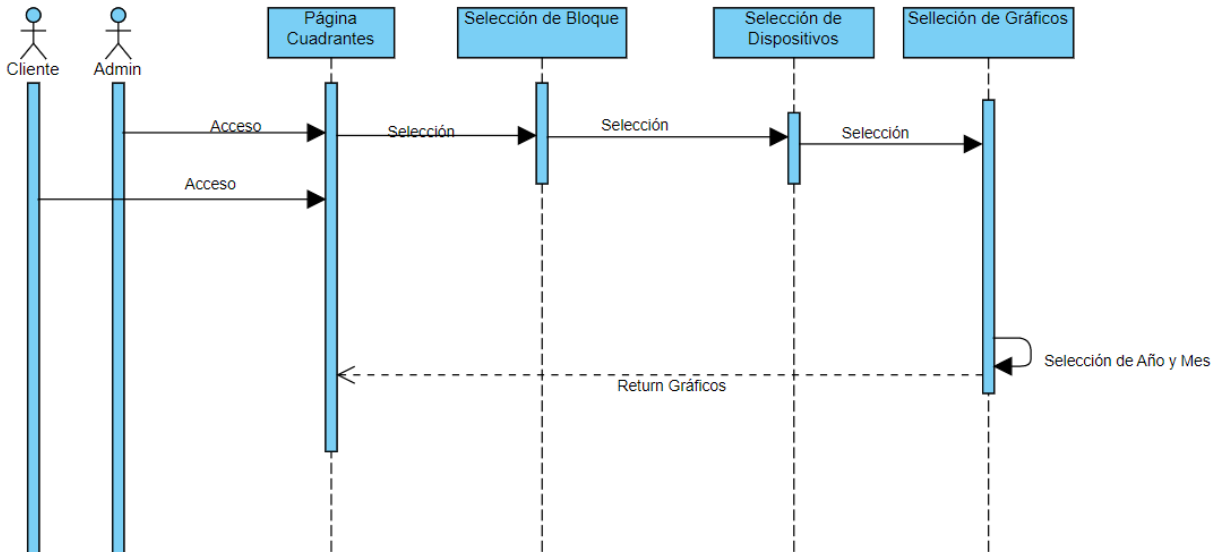 Cliente
Admin
Página
Cuadrantes
Selección de Bloque
Selección de
Dispositivos
Selleción de Gráficos
Acceso
Selección
Selección
Selección
Acceso
Selección de Año y Mes
Return Gráficos